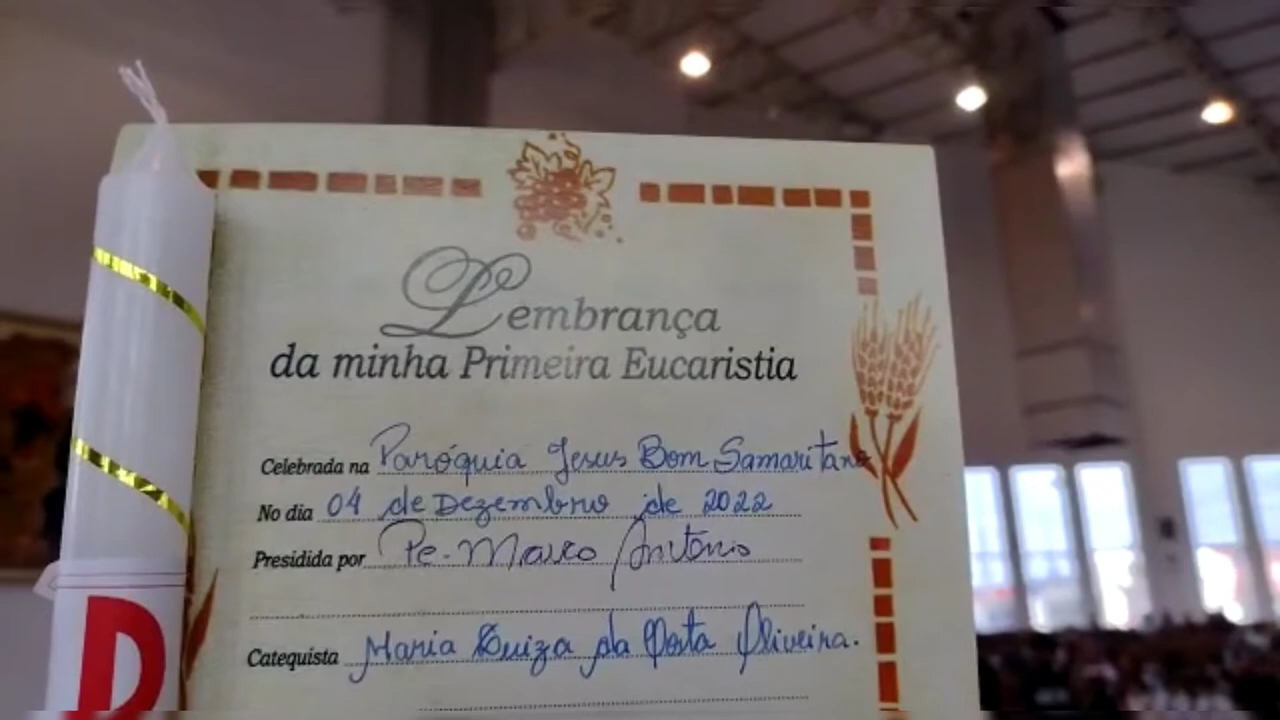 Lembrança
da minha Primeira Eucaristia
Celebrada na Paróquia Jesus Bom Samaritano
No dia 04 de Dezembro de 2022
Presidida por Pe. Marco Antônio
Catequista Maria Luiza da Costa Oliveira.
P